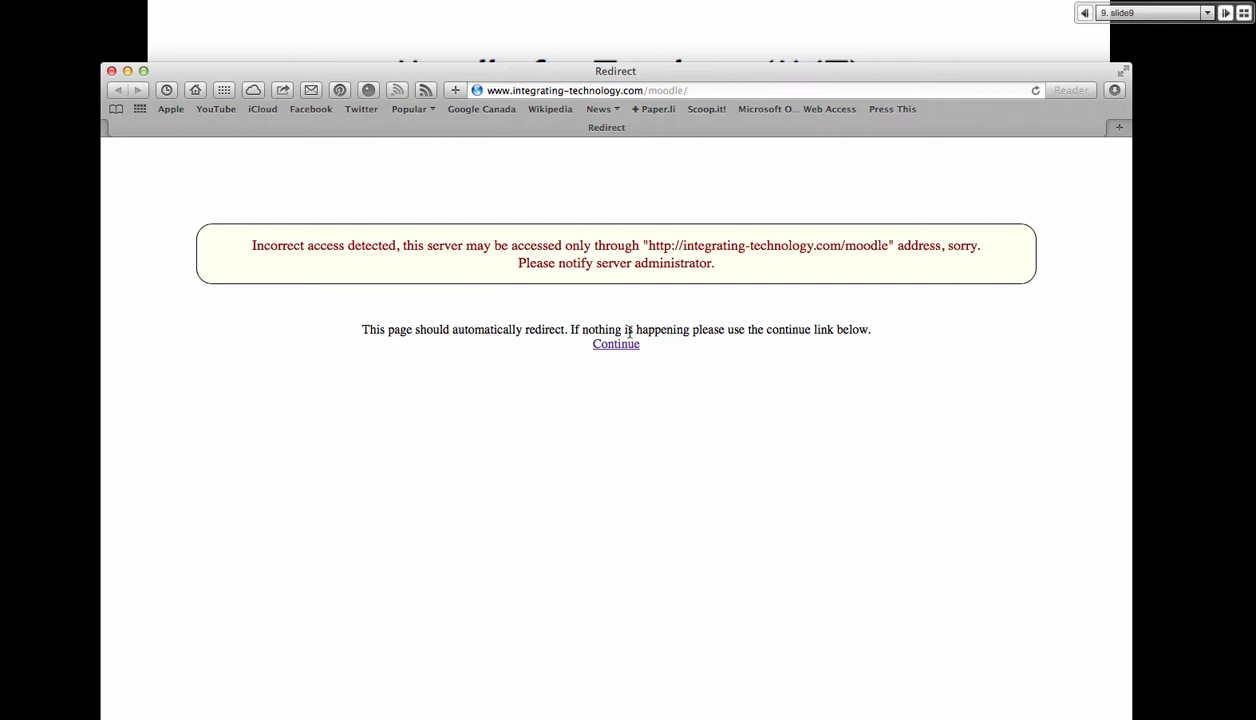 9. slide9
Redirect
www.integrating-technology.com/moodle/
Reader
Apple YouTube iCloud Facebook Twitter Popular Google Canada Wikipedia News + Paper.li Scoop.it! Microsoft O... Web Access Press This
Redirect
Incorrect access detected, this server may be accessed only through "http://integrating-technology.com/moodle" address, sorry.
Please notify server administrator.
This page should automatically redirect. If nothing is happening please use the continue link below.
Continue